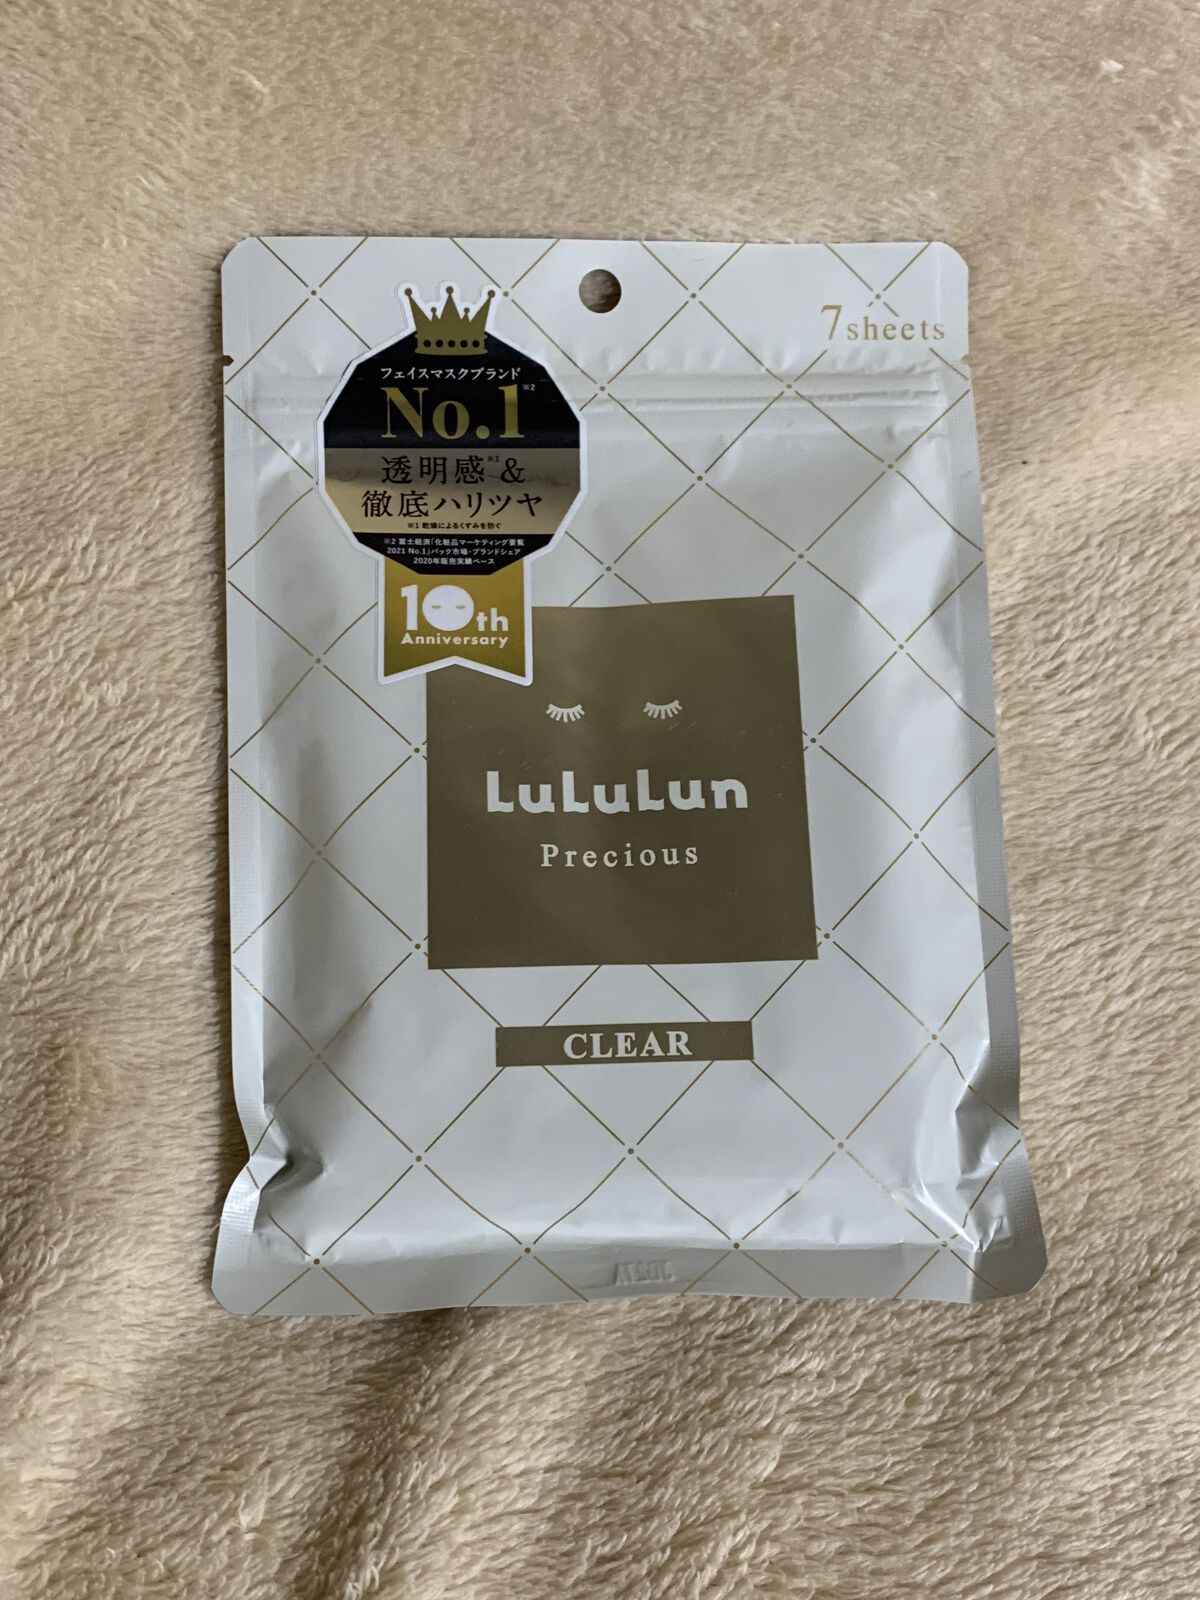 7sheets
フェイスマスクブランド
No.1※2
透明感※1&
徹底ハリツヤ
※1 乾燥によるくすみを防ぐ
※2 富士経済「化粧品マーケティング要覧
2021 No.1」パック市場・ブランドシェア
2020年販売実績ベース
10th
Anniversary
LuLuLun
Precious
CLEAR